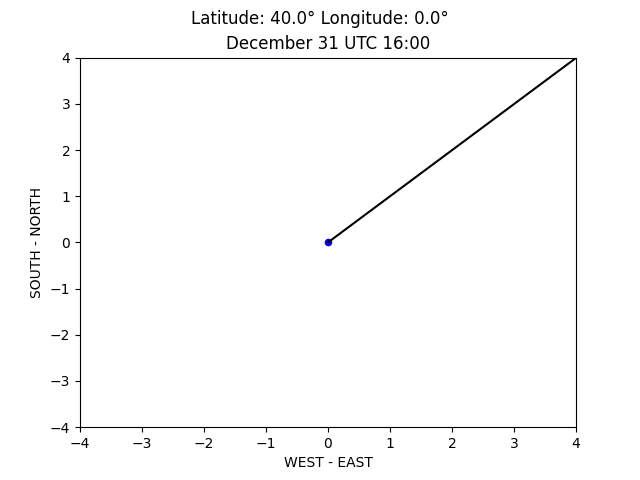 Latitude: 40.0° Longitude: 0.0°
December 31 UTC 16:00
4
3
2
1
0
−1
−2
−3
−4
SOUTH - NORTH
−4 −3 −2 −1 0 1 2 3 4
WEST - EAST